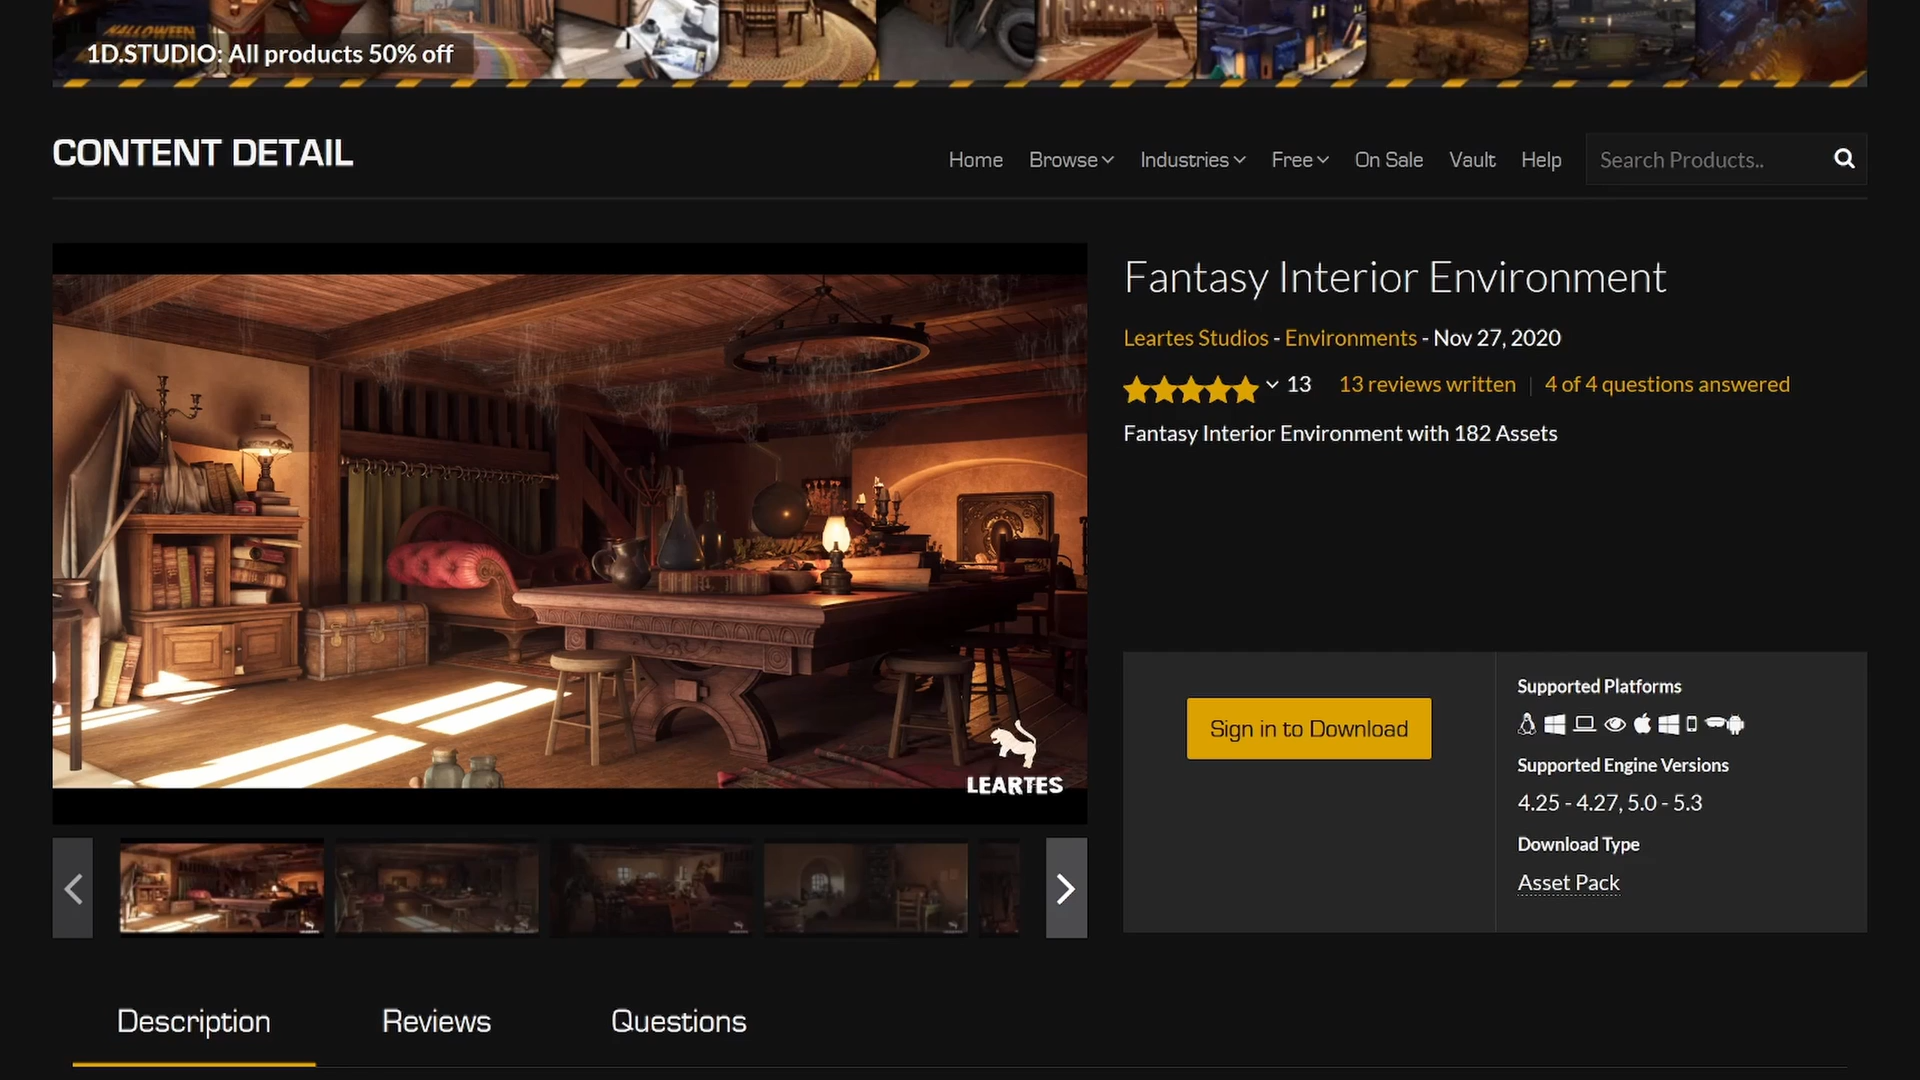 HALLOWEEN
1D.STUDIO: All products 50% off
CONTENT DETAIL
Home Browse Industries Free On Sale Vault Help
Search Products..
Fantasy Interior Environment
Leartes Studios - Environments - Nov 27, 2020
13 13 reviews written 4 of 4 questions answered
Fantasy Interior Environment with 182 Assets
LEARTES
Sign in to Download
Supported Platforms
Supported Engine Versions
4.25 - 4.27, 5.0 - 5.3
Download Type
Asset Pack
Description Reviews Questions